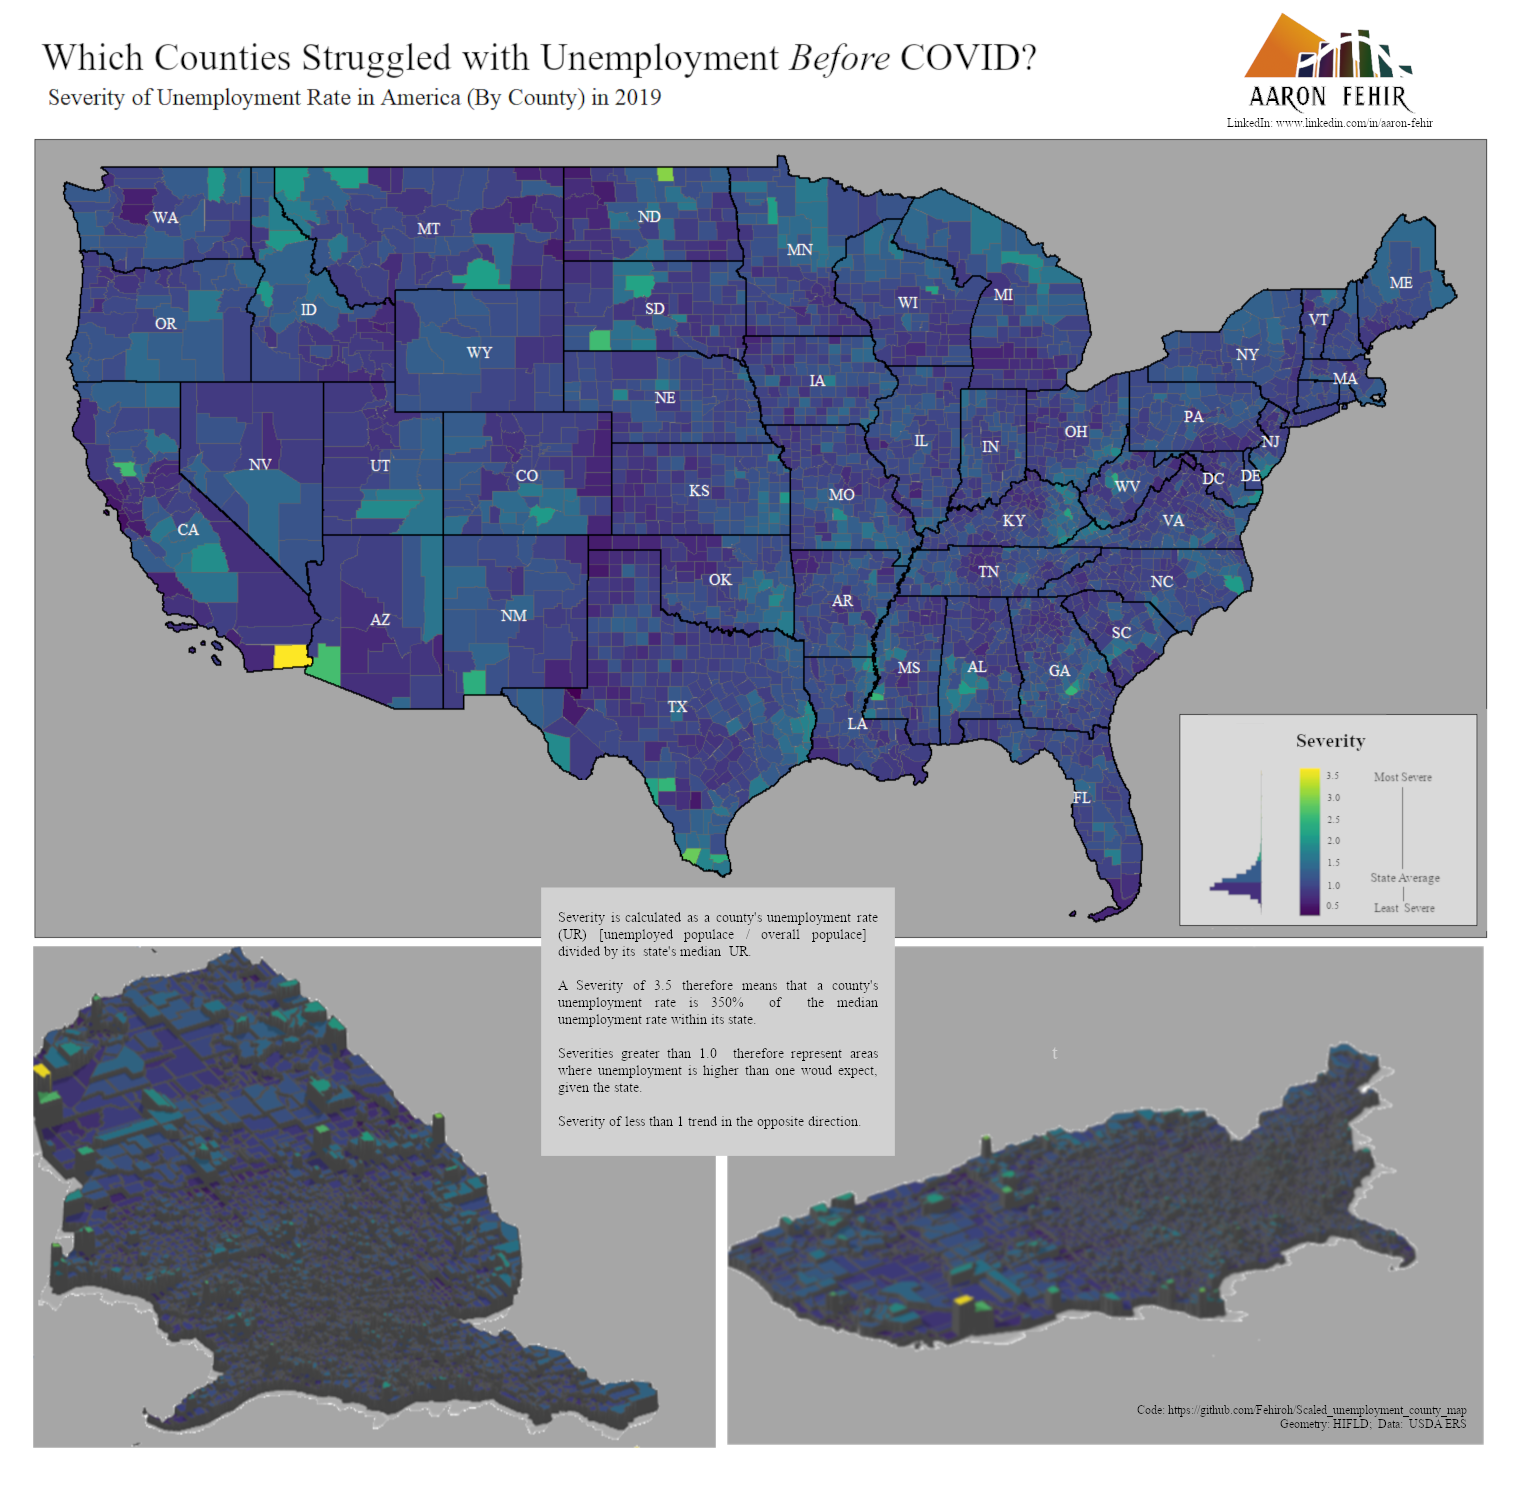 Which Counties Struggled with Unemployment Before COVID?
Severity of Unemployment Rate in America (By County) in 2019
AARON FEHIR
LinkedIn: www.linkedin.com/in/aaron-fehir
WA
MT
ND
MN
ME
OR
ID
SD
WI
MI
VT
WY
NY
IA
MA
NE
PA
NV
UT
CO
IL
IN
OH
NJ
KS
MO
WV
DC
DE
CA
KY
VA
OK
TN
NC
AZ
NM
AR
SC
MS
AL
GA
TX
LA
FL
Severity
3.5
3.0
2.5
2.0
1.5
1.0
0.5
Most Severe
State Average
Least Severe
Severity is calculated as a county's unemployment rate
(UR) [unemployed populace / overall populace]
divided by its state's median UR.
A Severity of 3.5 therefore means that a county's
unemployment rate is 350% of the median
unemployment rate within its state.
Severities greater than 1.0 therefore represent areas
where unemployment is higher than one woud expect,
given the state.
Severity of less than 1 trend in the opposite direction.
t
Code: https://github.com/Fehiroh/Scaled_unemployment_county_map
Geometry: HIFLD; Data: USDA ERS